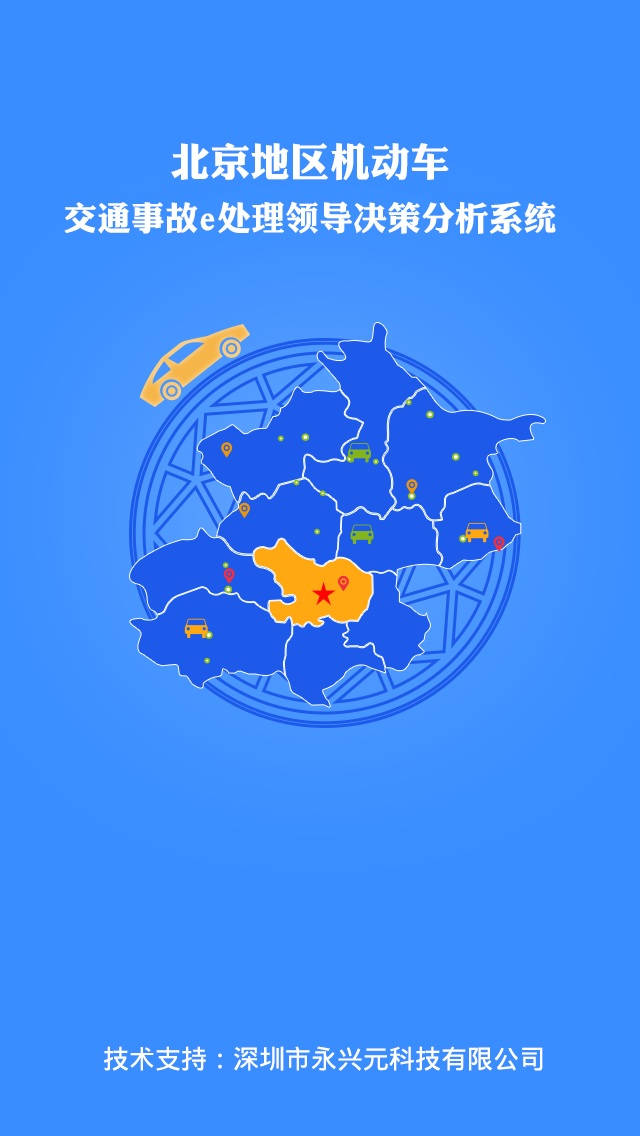 北京地区机动车
交通事故e处理领导决策分析系统
技术支持：深圳市永兴元科技有限公司